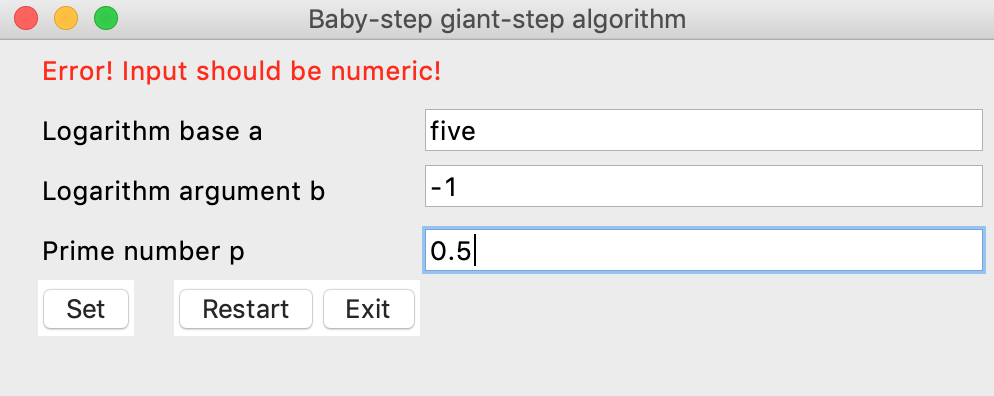 Baby-step giant-step algorithm
Error! Input should be numeric!
Logarithm base a five
Logarithm argument b -1
Prime number p 0.5
Set Restart Exit